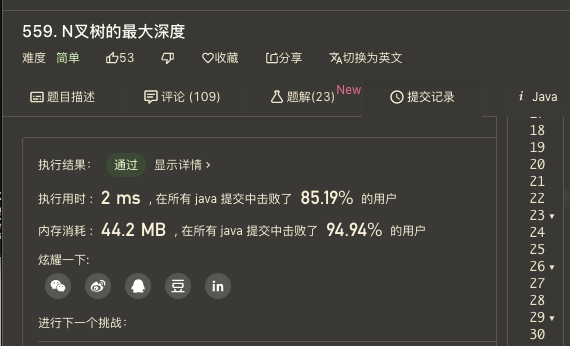 559. N叉树的最大深度
难度 简单 53 收藏 分享 切换为英文
题目描述 评论 (109) 题解(23) New 提交记录 i Java
18
19
20
21
22
23
24
25
26
27
28
29
30
执行结果： 通过 显示详情 >
执行用时 : 2 ms , 在所有 java 提交中击败了 85.19% 的用户
内存消耗 : 44.2 MB , 在所有 java 提交中击败了 94.94% 的用户
炫耀一下:
豆 in
进行下一个挑战：